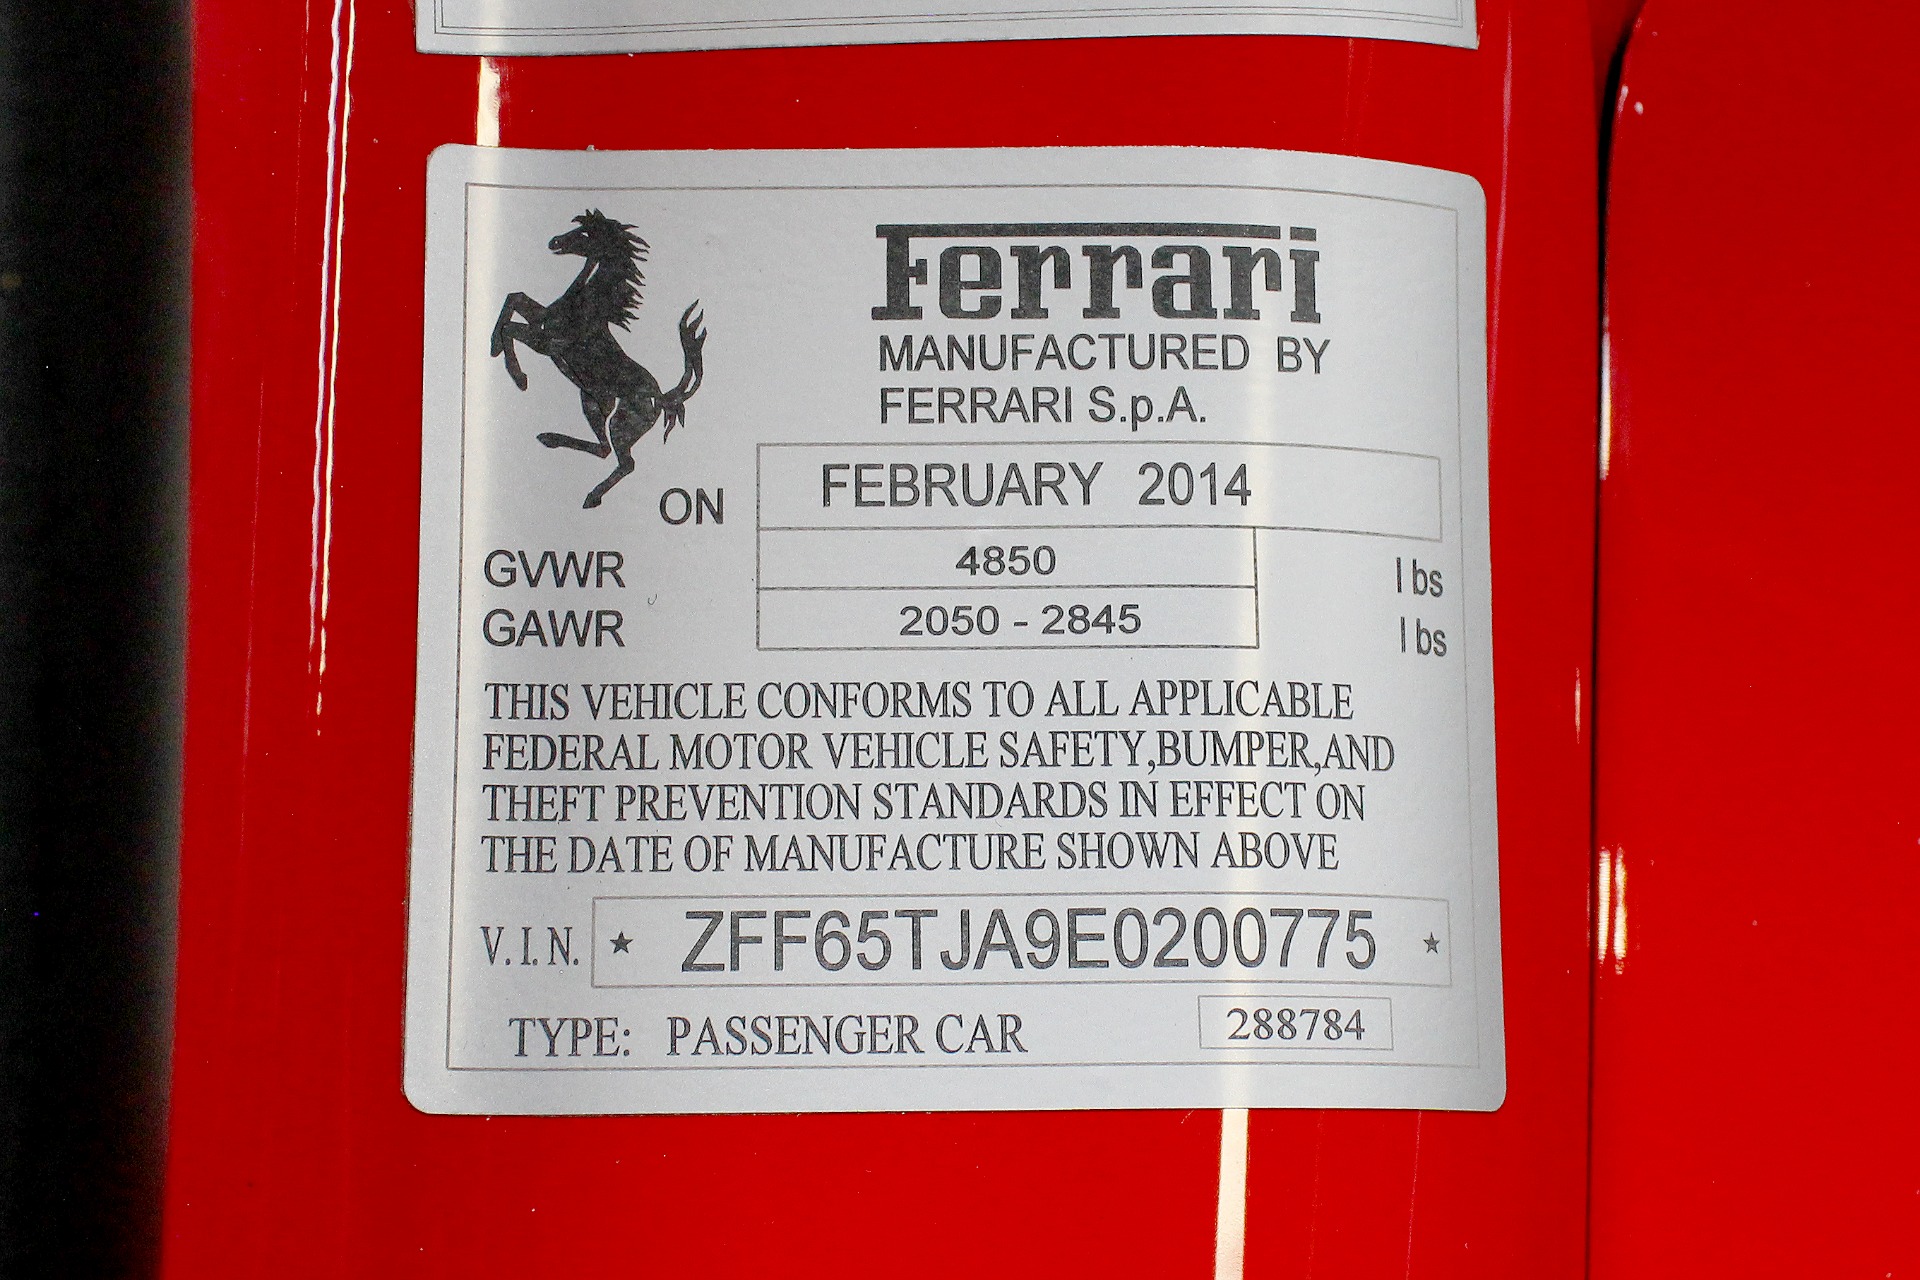 Ferrari
MANUFACTURED BY
FERRARI S.p.A.
ON FEBRUARY 2014
GVWR 4850 lbs
GAWR 2050 - 2845 lbs
THIS VEHICLE CONFORMS TO ALL APPLICABLE
FEDERAL MOTOR VEHICLE SAFETY,BUMPER,AND
THEFT PREVENTION STANDARDS IN EFFECT ON
THE DATE OF MANUFACTURE SHOWN ABOVE
V.I.N. ★ ZFF65TJA9E0200775 ★
TYPE: PASSENGER CAR 288784